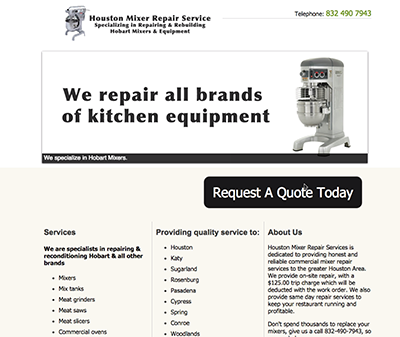 Houston Mixer Repair Service
Specializing in Repairing & Rebuilding
Hobart Mixers & Equipment
Telephone: 832 490 7943
We repair all brands
of kitchen equipment
We specialize in Hobart Mixers.
Request A Quote Today
Services
We are specialists in repairing &
reconditioning Hobart & all other
brands
Mixers
Mix tanks
Meat grinders
Meat saws
Meat slicers
Commercial ovens
Providing quality service to:
Houston
Katy
Sugarland
Rosenburg
Pasadena
Cypress
Spring
Conroe
Woodlands
About Us
Houston Mixer Repair Services is
dedicated to providing honest and
reliable commercial mixer repair
services to the greater Houston Area.
We provide on-site repair, with a
$125.00 trip charge which will be
deducted with the work order. We also
provide same day repair services to
keep your restaurant running and
profitable.
Don't spend thousands to replace your
mixers, give us a call 832-490-7943, so